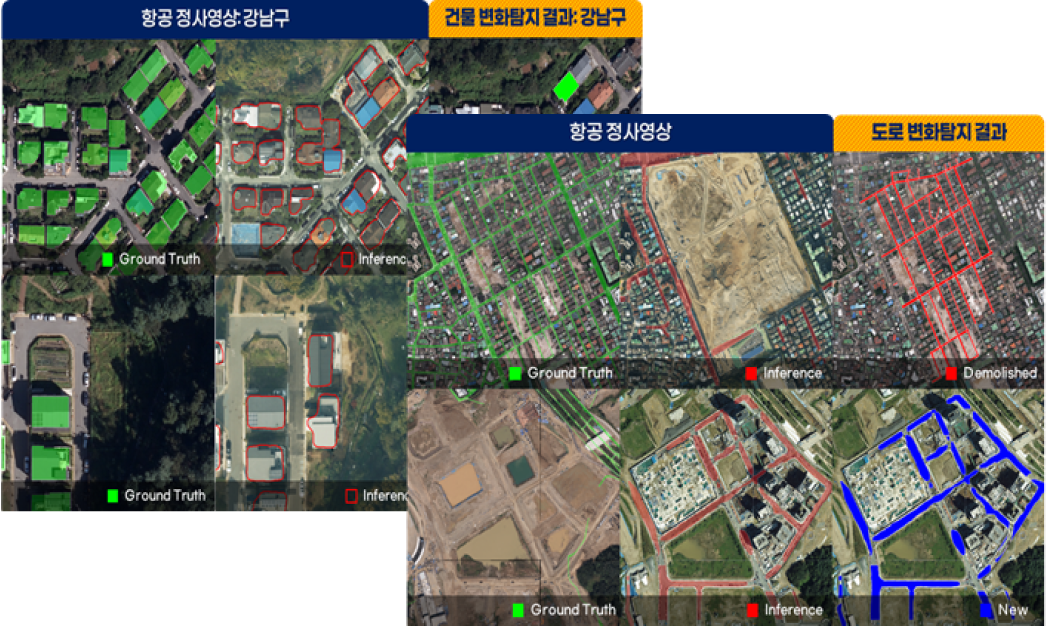 항공 정사영상: 강남구
건물 변화탐지 결과: 강남구
Ground Truth
Inferenc
Ground Truth
Inferenc
항공 정사영상
도로 변화탐지 결과
Ground Truth
Inference
Demolished
Ground Truth
Inference
New